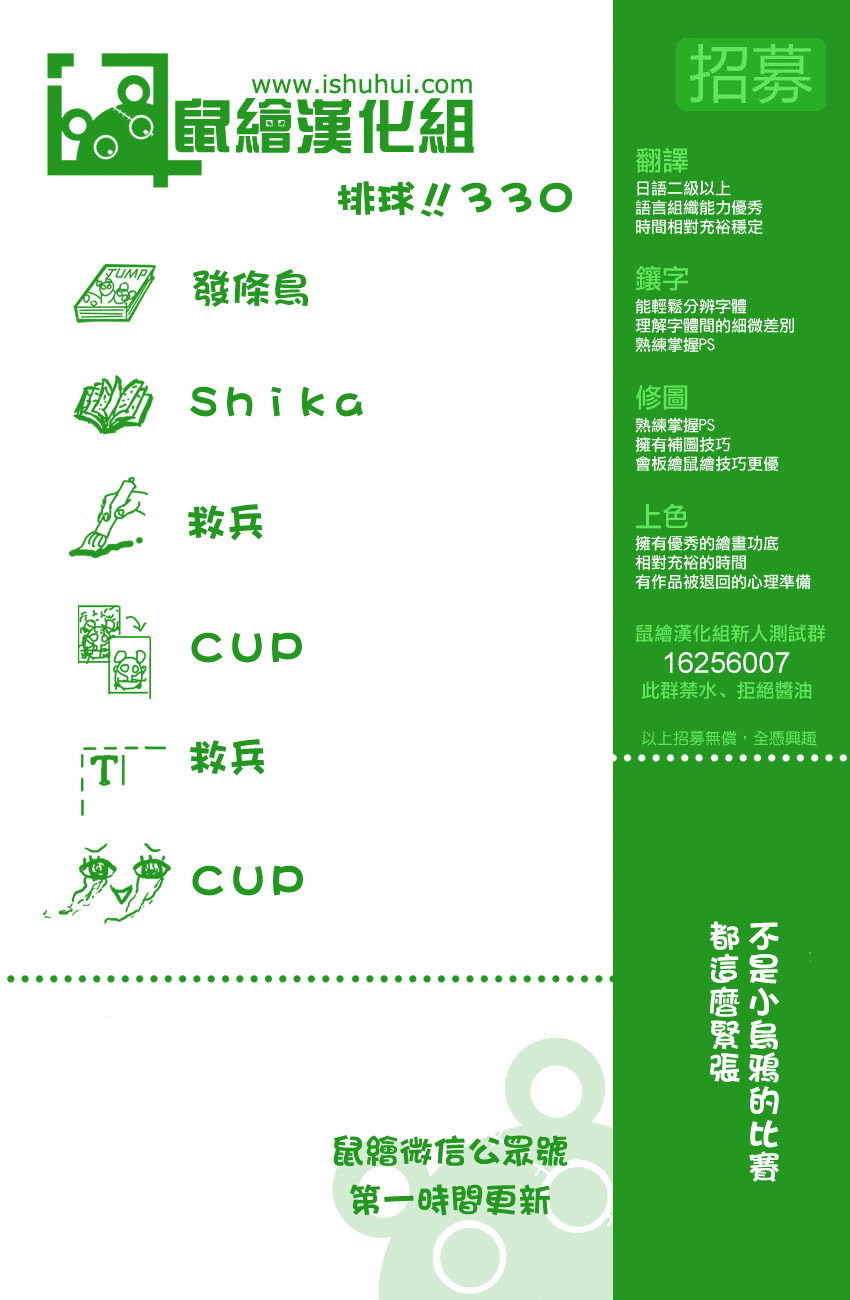 www.ishuhui.com
鼠繪漢化組
排球!!330
JUMP
發條鳥
Shika
救兵
CUP
T
救兵
CUP
鼠繪微信公眾號
第一時間更新
招募
翻譯
日語二級以上
語言組織能力優秀
時間相對充裕穩定
鑲字
能輕鬆分辨字體
理解字體間的細微差別
熟練掌握PS
修圖
熟練掌握PS
擁有補圖技巧
會板繪鼠繪技巧更優
上色
擁有優秀的繪畫功底
相對充裕的時間
有作品被退回的心理準備
鼠繪漢化組新人測試群
16256007
此群禁水、拒絕醬油
以上招募無償，全憑興趣
不是小烏鴉的比賽
都這麼緊張